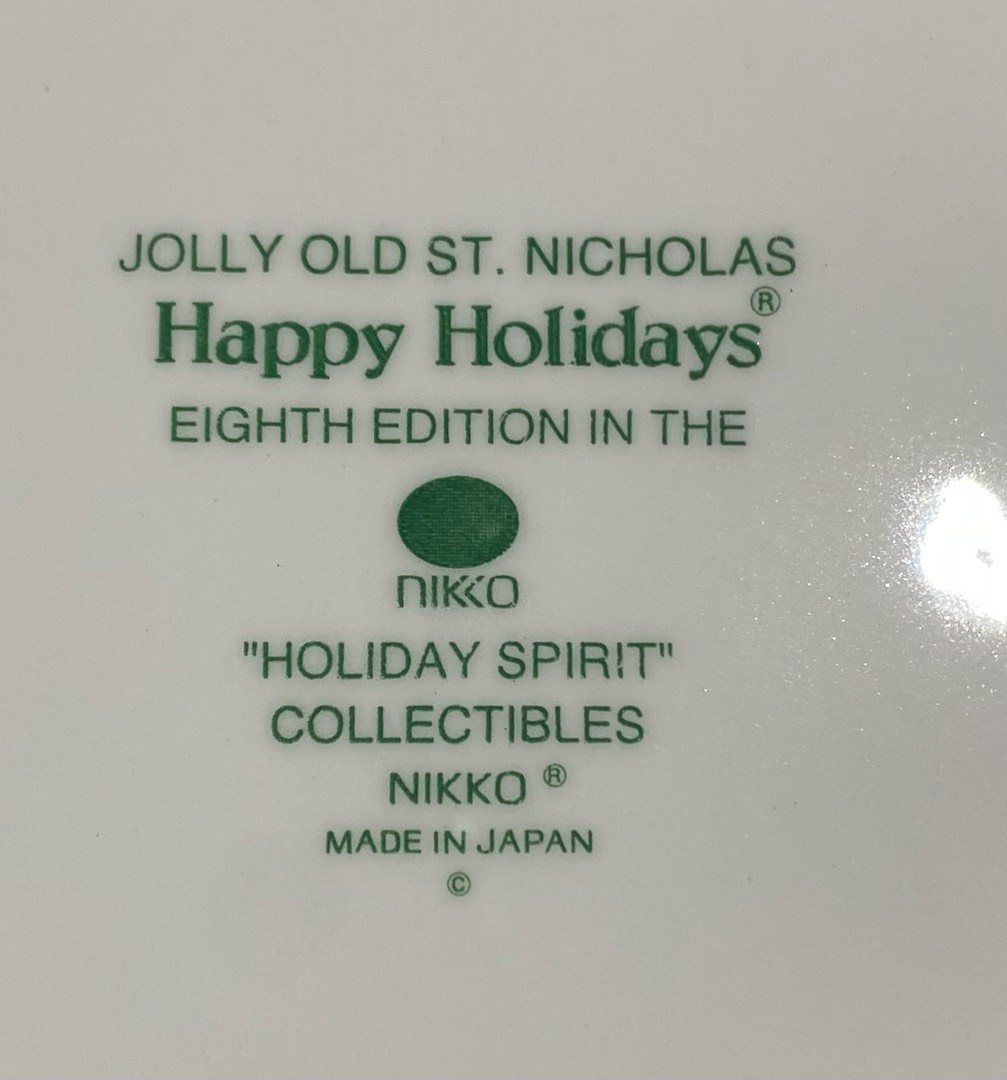 JOLLY OLD ST. NICHOLAS
Happy Holidays®
EIGHTH EDITION IN THE
NIKKO
"HOLIDAY SPIRIT"
COLLECTIBLES
NIKKO ®
MADE IN JAPAN
©